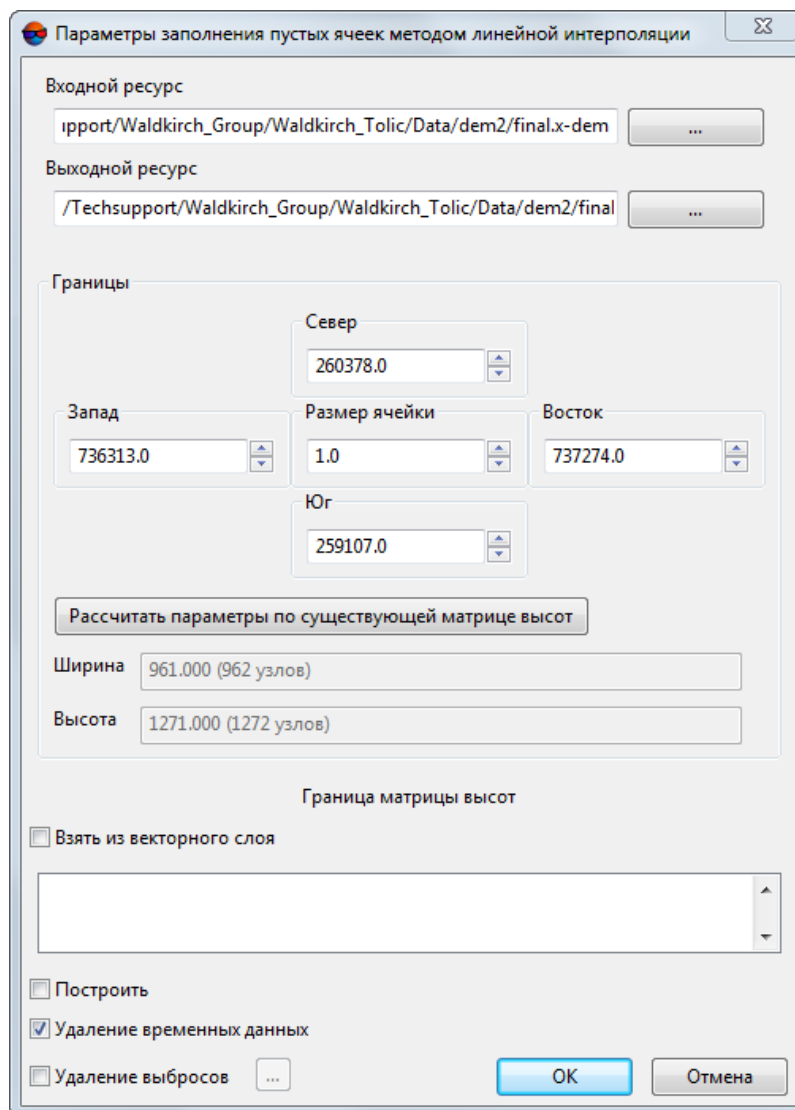 Параметры заполнения пустых ячеек методом линейной интерполяции
Входной ресурс
ıpport/Waldkirch_Group/Waldkirch_Tolic/Data/dem2/final.x-dem
...
Выходной ресурс
/Techsupport/Waldkirch_Group/Waldkirch_Tolic/Data/dem2/final
...
Границы
Север
260378.0
Запад
Размер ячейки
Восток
736313.0
1.0
737274.0
Юг
259107.0
Рассчитать параметры по существующей матрице высот
Ширина
961.000 (962 узлов)
Высота
1271.000 (1272 узлов)
Граница матрицы высот
Взять из векторного слоя
Построить
Удаление временных данных
Удаление выбросов
...
OK
Отмена